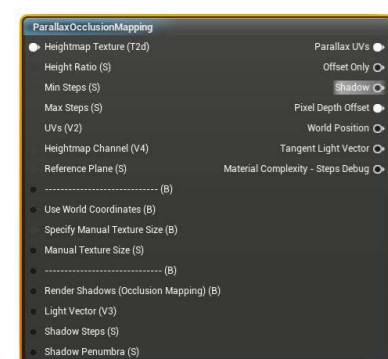 ParallaxOcclusionMapping
Heightmap Texture (T2d)
Parallax UVs
Height Ratio (S)
Offset Only
Min Steps (S)
Shadow
Max Steps (S)
Pixel Depth Offset
UVs (V2)
World Position
Heightmap Channel (V4)
Tangent Light Vector
Reference Plane (S)
Material Complexity - Steps Debug
---------------------------- (B)
Use World Coordinates (B)
Specify Manual Texture Size (B)
Manual Texture Size (S)
----------------------------- (B)
Render Shadows (Occlusion Mapping) (B)
Light Vector (V3)
Shadow Steps (S)
Shadow Penumbra (S)